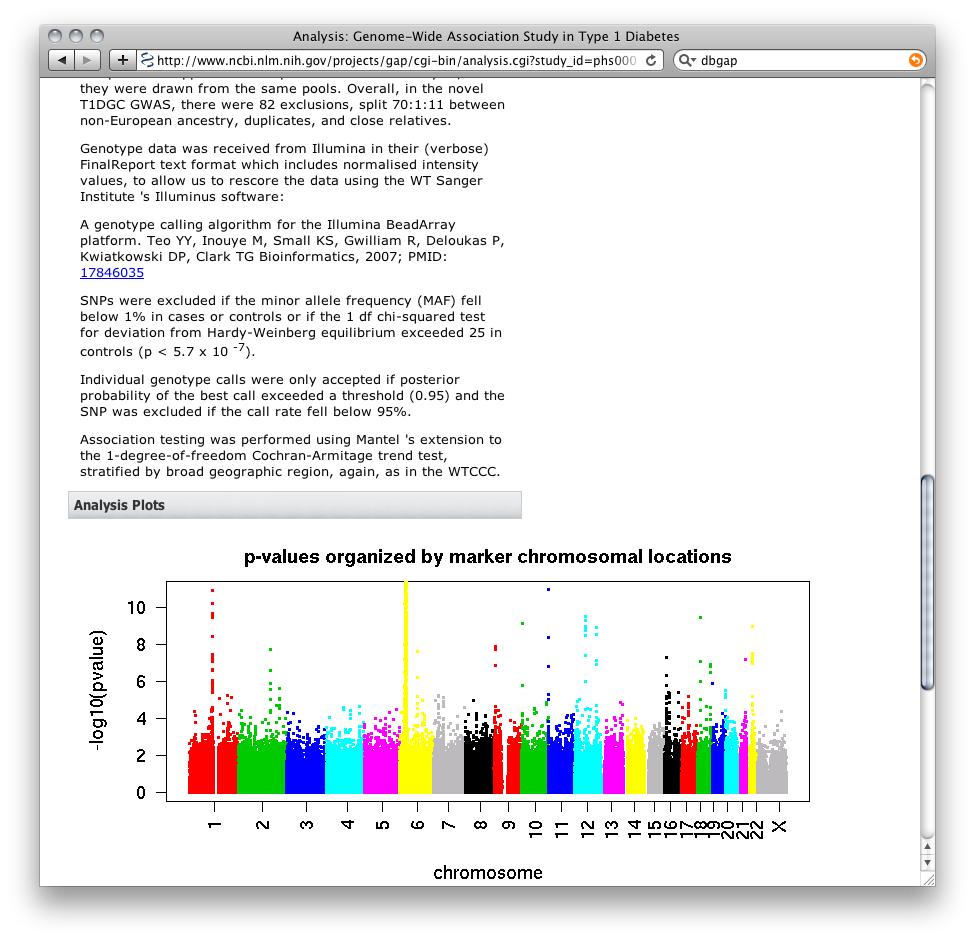 Analysis: Genome-Wide Association Study in Type 1 Diabetes
http://www.ncbi.nlm.nih.gov/projects/gap/cgi-bin/analysis.cgi?study_id=phs000
dbgap
they were drawn from the same pools. Overall, in the novel
T1DGC GWAS, there were 82 exclusions, split 70:1:11 between
non-European ancestry, duplicates, and close relatives.
Genotype data was received from Illumina in their (verbose)
FinalReport text format which includes normalised intensity
values, to allow us to rescore the data using the WT Sanger
Institute 's Illuminus software:
A genotype calling algorithm for the Illumina BeadArray
platform. Teo YY, Inouye M, Small KS, Gwilliam R, Deloukas P,
Kwiatkowski DP, Clark TG Bioinformatics, 2007; PMID:
17846035
SNPs were excluded if the minor allele frequency (MAF) fell
below 1% in cases or controls or if the 1 df chi-squared test
for deviation from Hardy-Weinberg equilibrium exceeded 25 in
controls (p < 5.7 x 10 -7).
Individual genotype calls were only accepted if posterior
probability of the best call exceeded a threshold (0.95) and the
SNP was excluded if the call rate fell below 95%.
Association testing was performed using Mantel 's extension to
the 1-degree-of-freedom Cochran-Armitage trend test,
stratified by broad geographic region, again, as in the WTCCC.
Analysis Plots
p-values organized by marker chromosomal locations
-log10(pvalue)
10
8
6
4
2
0
1 2 3 4 5 6 7 8 9 10 11 12 13 14 15 16 17 18 19 20 21 22 X
chromosome